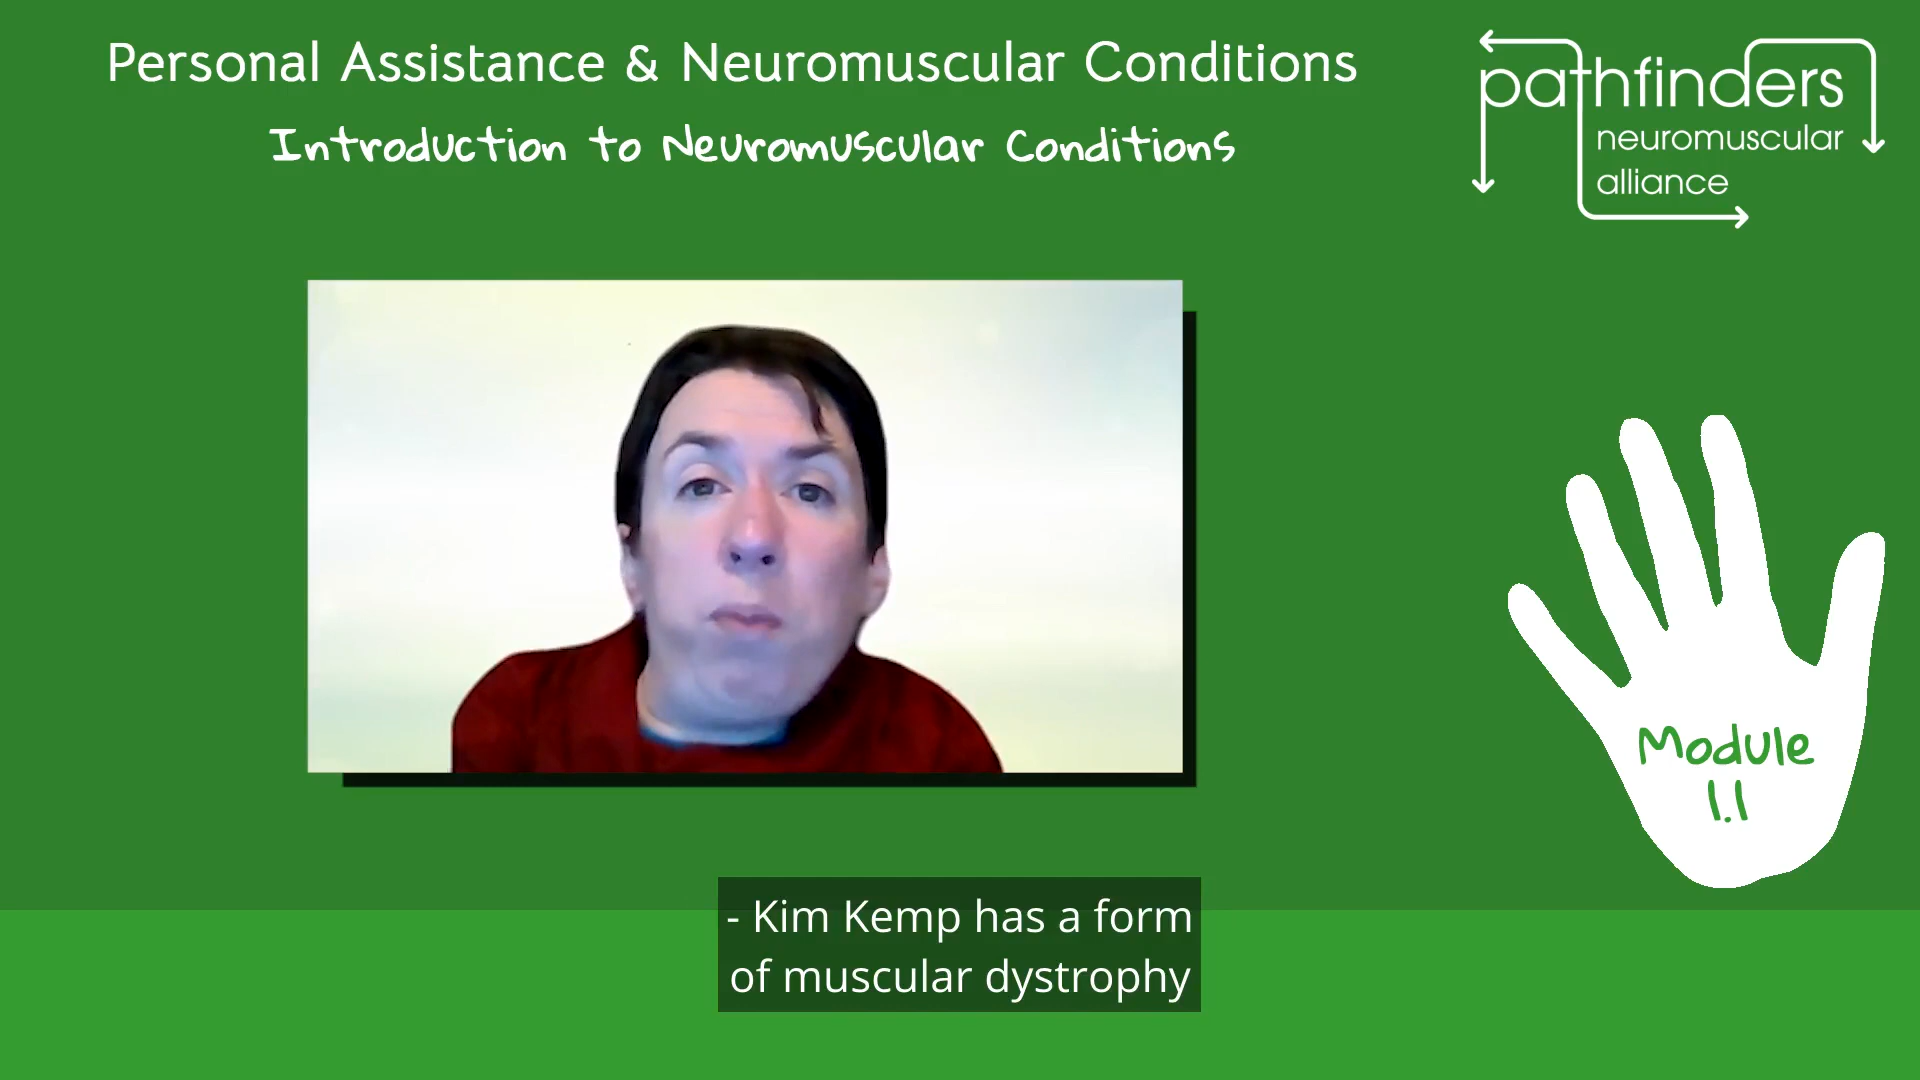 Personal Assistance & Neuromuscular Conditions
Introduction to Neuromuscular Conditions
pathfinders
neuromuscular
alliance
Module
1.1
- Kim Kemp has a form
of muscular dystrophy